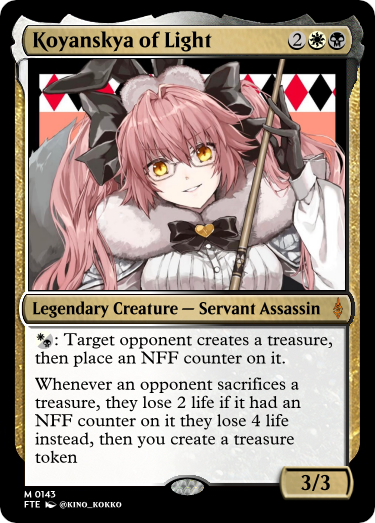 Koyanskya of Light 2
Legendary Creature — Servant Assassin
: Target opponent creates a treasure,
then place an NFF counter on it.
Whenever an opponent sacrifices a
treasure, they lose 2 life if it had an
NFF counter on it they lose 4 life
instead, then you create a treasure
token
3/3
M 0143
FTE @KINO_KOKKO